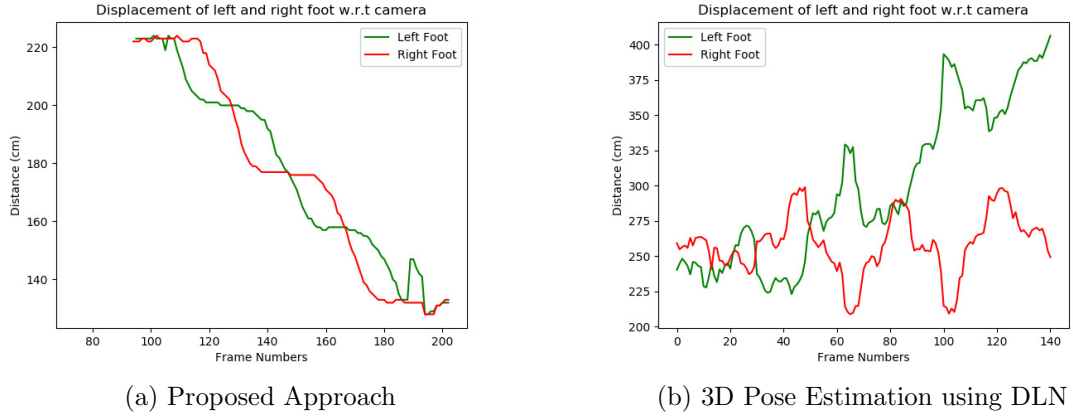 Displacement of left and right foot w.r.t camera
Left Foot
Right Foot
Distance (cm)
220
200
180
160
140
80
100
120
140
160
180
200
Frame Numbers
(a) Proposed Approach
Displacement of left and right foot w.r.t camera
Left Foot
Right Foot
Distance (cm)
400
375
350
325
300
275
250
225
200
0
20
40
60
80
100
120
140
Frame Numbers
(b) 3D Pose Estimation using DLN